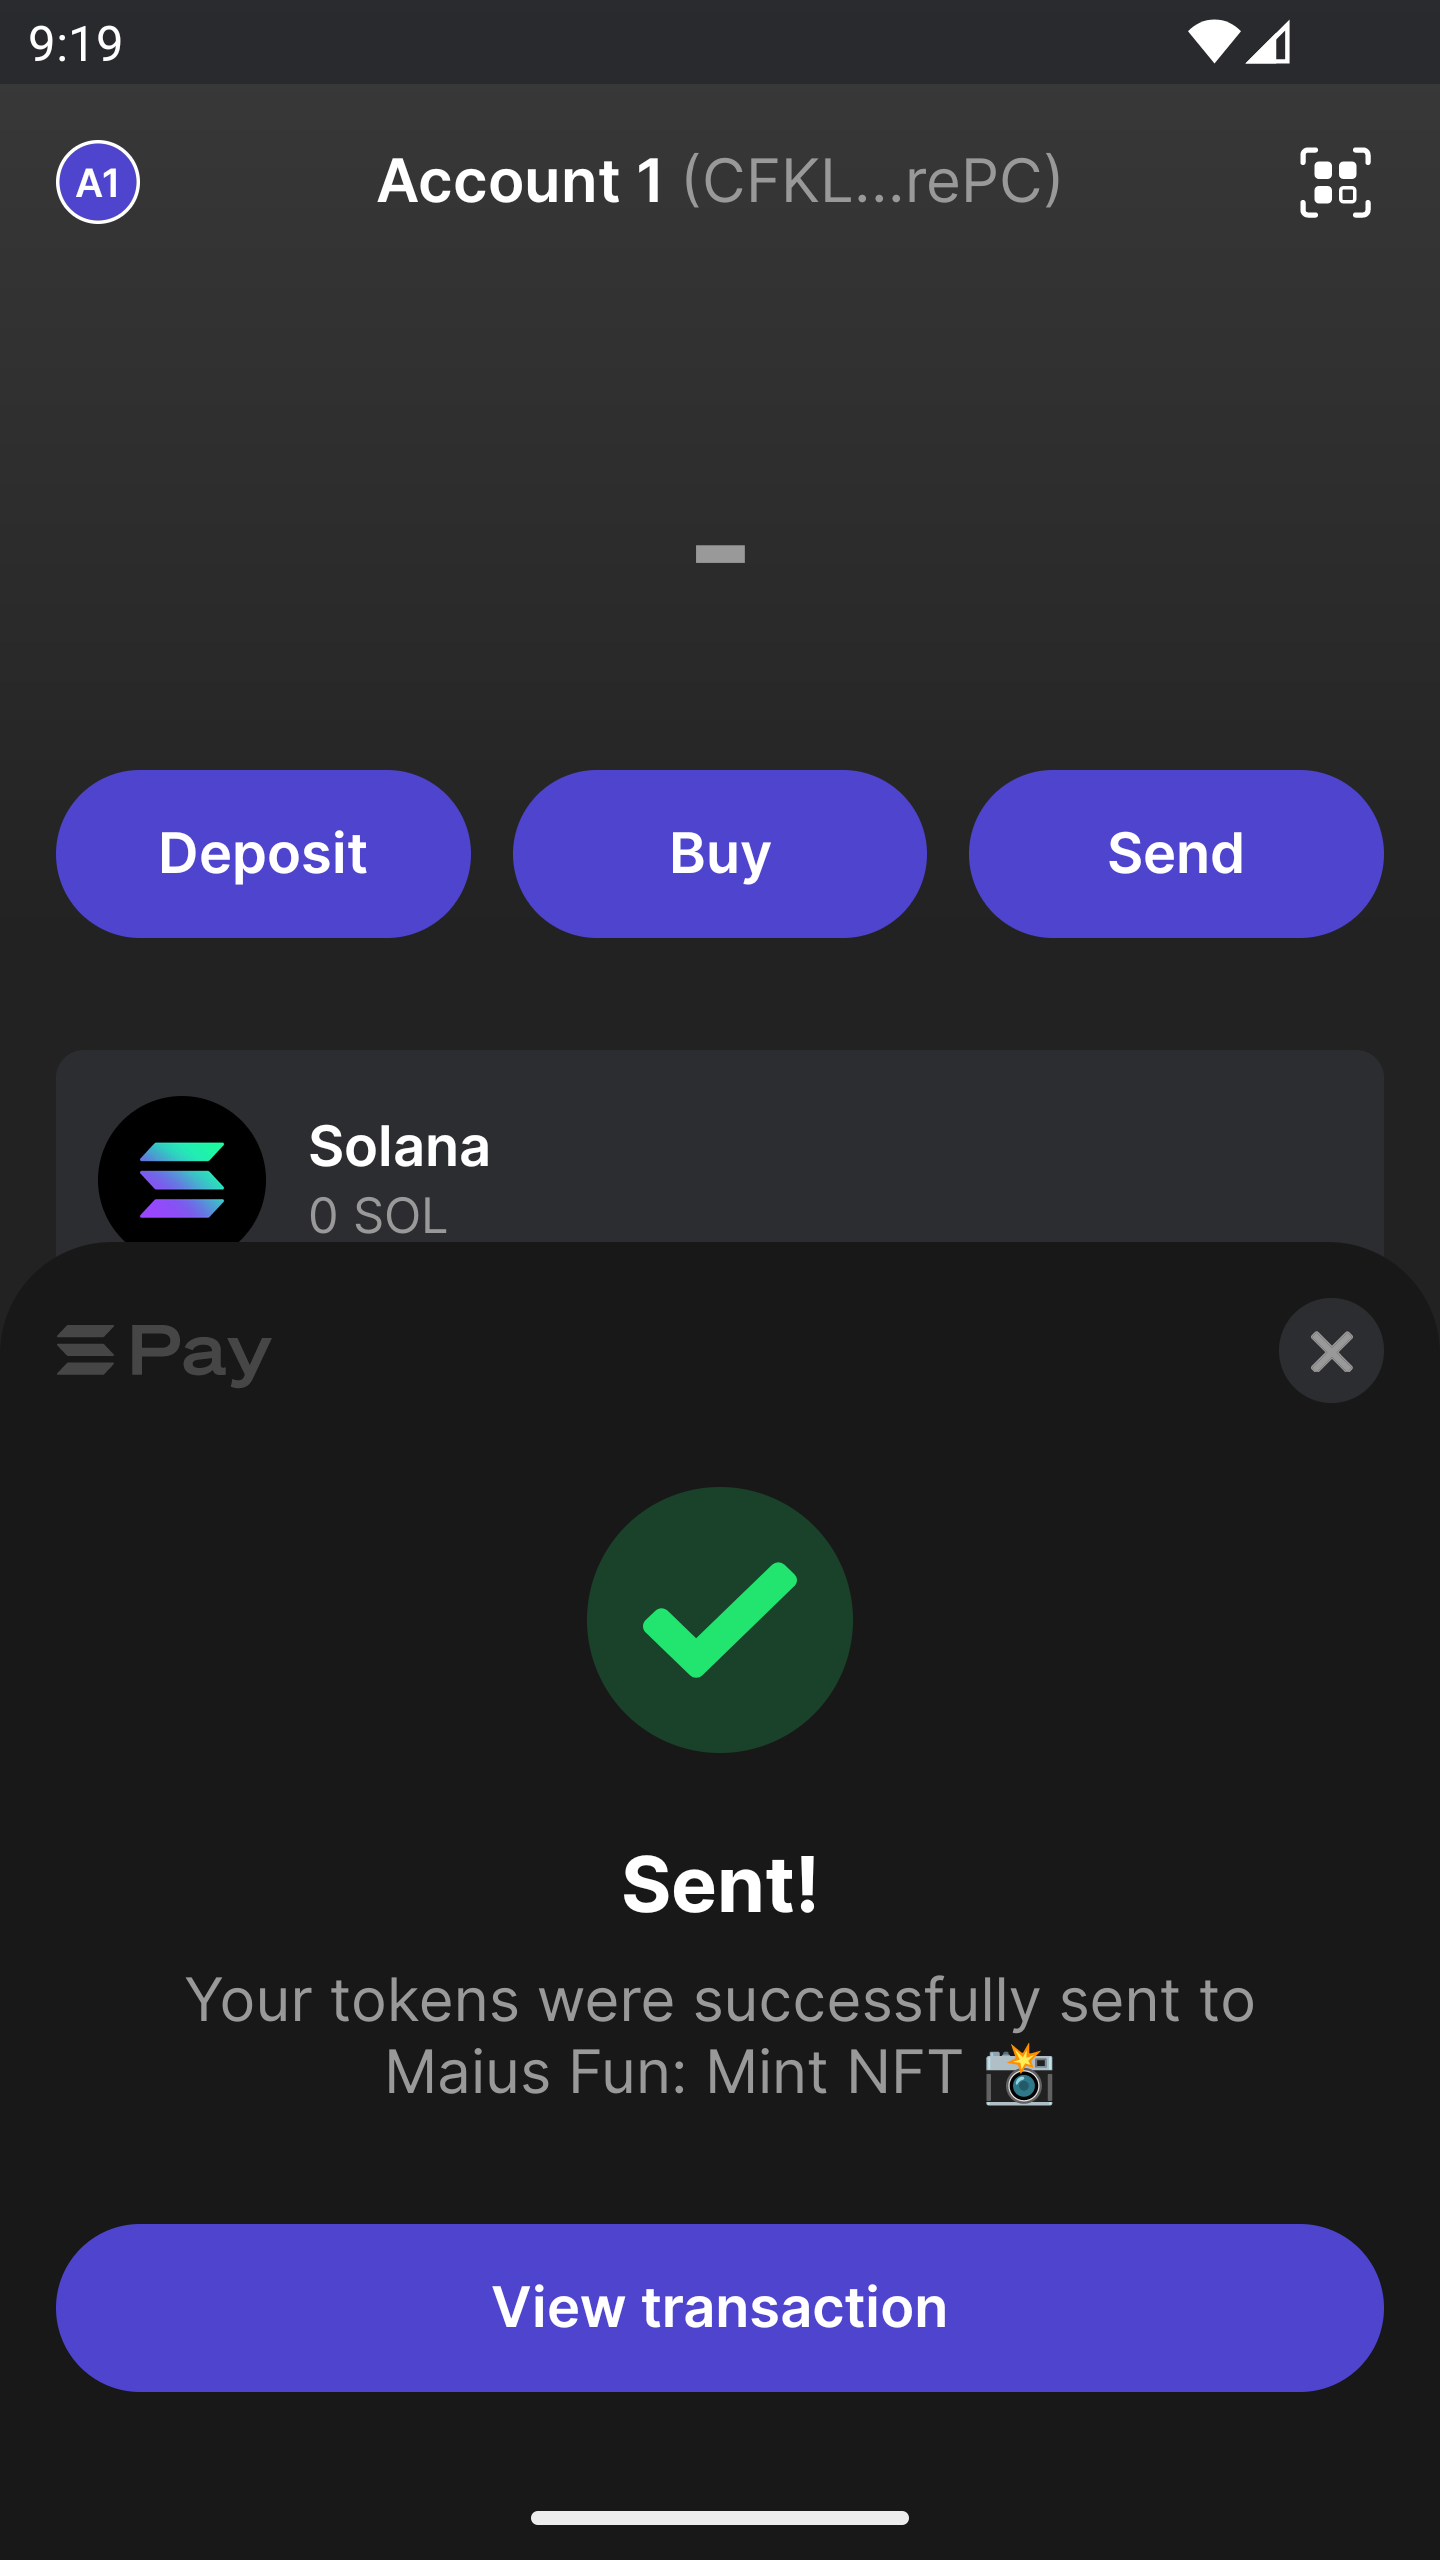 9:19
A1
Account 1 (CFKL...rePC)
-
Deposit
Buy
Send
Solana
0 SOL
Pay
Sent!
Your tokens were successfully sent to
Maius Fun: Mint NFT 📸
View transaction